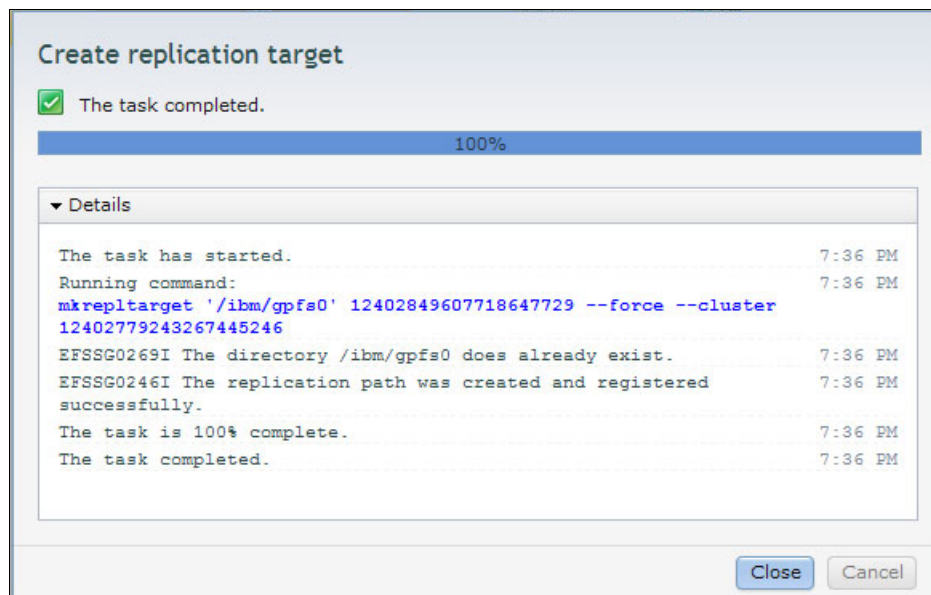 Create replication target
The task completed.
100%
Details
The task has started. 7:36 PM
Running command: 7:36 PM
mkrepltarget '/ibm/gpfs0' 12402849607718647729 --force --cluster
12402779243267445246
EFSSG0269I The directory /ibm/gpfs0 does already exist. 7:36 PM
EFSSG0246I The replication path was created and registered 7:36 PM
successfully.
The task is 100% complete. 7:36 PM
The task completed. 7:36 PM
Close Cancel